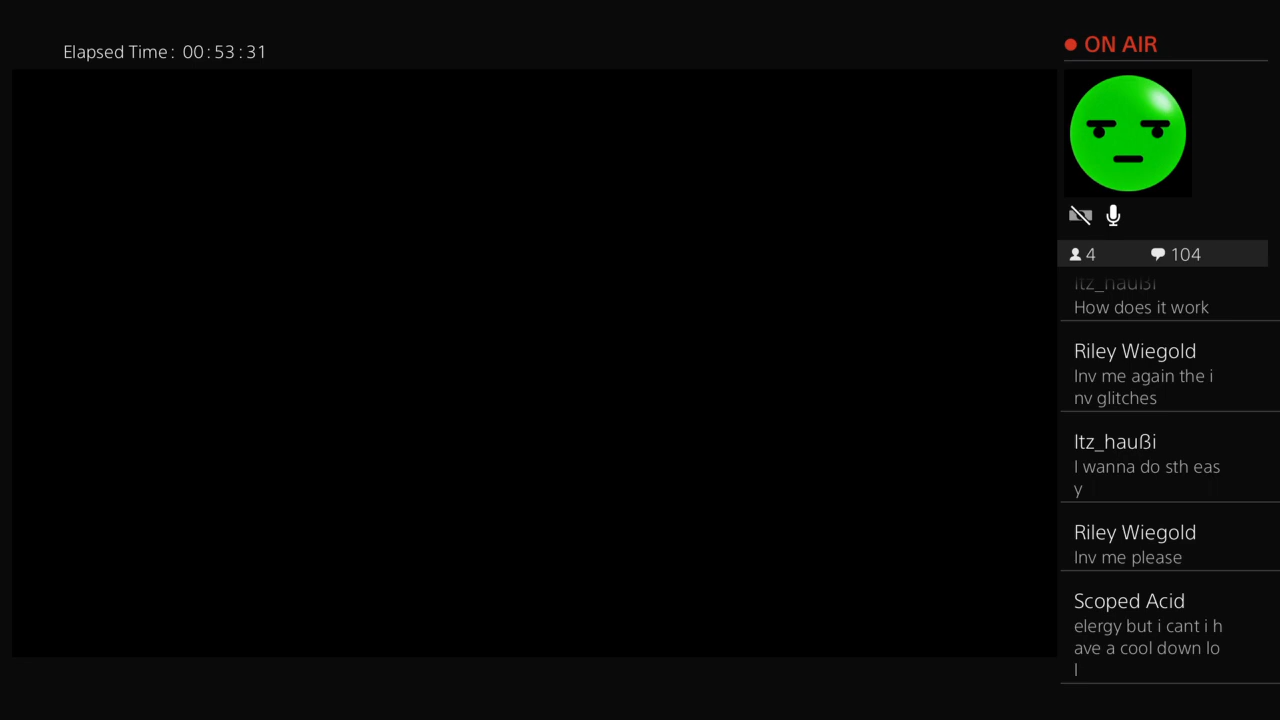 Elapsed Time: 00:53:31
ON AIR
4 104
Itz_haußi
How does it work
Riley Wiegold
Inv me again the i
nv glitches
Itz_haußi
I wanna do sth eas
y
Riley Wiegold
Inv me please
Scoped Acid
elergy but i cant i h
ave a cool down lo
l